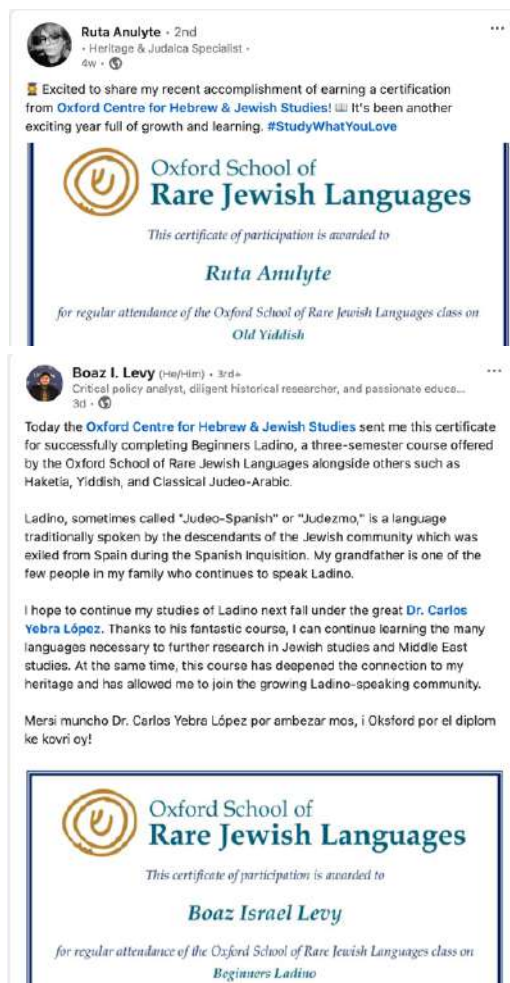 Ruta Anulyte • 2nd
• Heritage & Judaica Specialist •
4w •
Excited to share my recent accomplishment of earning a certification
from Oxford Centre for Hebrew & Jewish Studies! It's been another
exciting year full of growth and learning. #StudyWhatYouLove
Oxford School of
Rare Jewish Languages
This certificate of participation is awarded to
Ruta Anulyte
for regular attendance of the Oxford School of Rare Jewish Languages class on
Old Yiddish
Boaz I. Levy (He/Him) • 3rd+
Critical policy analyst, diligent historical researcher, and passionate educa...
3d •
Today the Oxford Centre for Hebrew & Jewish Studies sent me this certificate
for successfully completing Beginners Ladino, a three-semester course offered
by the Oxford School of Rare Jewish Languages alongside others such as
Haketia, Yiddish, and Classical Judeo-Arabic.
Ladino, sometimes called "Judeo-Spanish" or "Judezmo," is a language
traditionally spoken by the descendants of the Jewish community which was
exiled from Spain during the Spanish Inquisition. My grandfather is one of the
few people in my family who continues to speak Ladino.
I hope to continue my studies of Ladino next fall under the great Dr. Carlos
Yebra López. Thanks to his fantastic course, I can continue learning the many
languages necessary to further research in Jewish studies and Middle East
studies. At the same time, this course has deepened the connection to my
heritage and has allowed me to join the growing Ladino-speaking community.
Mersi muncho Dr. Carlos Yebra López por ambezar mos, i Oksford por el diplom
ke kovri oy!
Oxford School of
Rare Jewish Languages
This certificate of participation is awarded to
Boaz Israel Levy
for regular attendance of the Oxford School of Rare Jewish Languages class on
Beginners Ladino